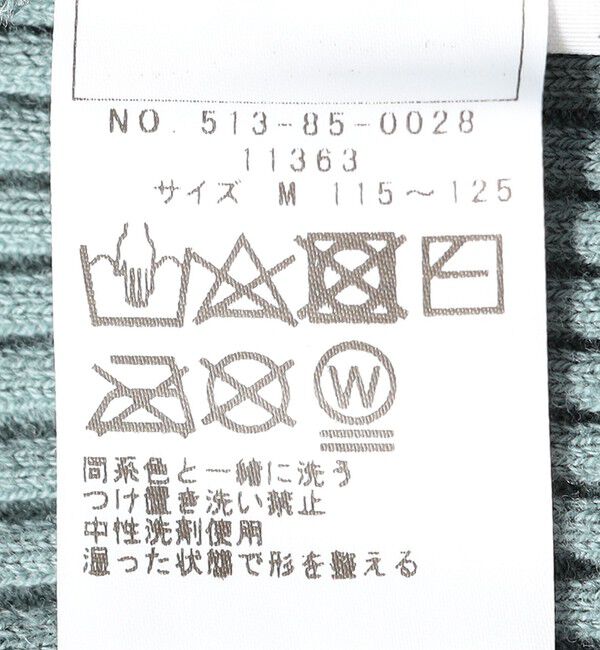 NO. 513-85-0028
11363
サイズ M 115～125
W
同系色と一緒に洗う
つけ置き洗い禁止
中性洗剤使用
湿った状態で形を整える